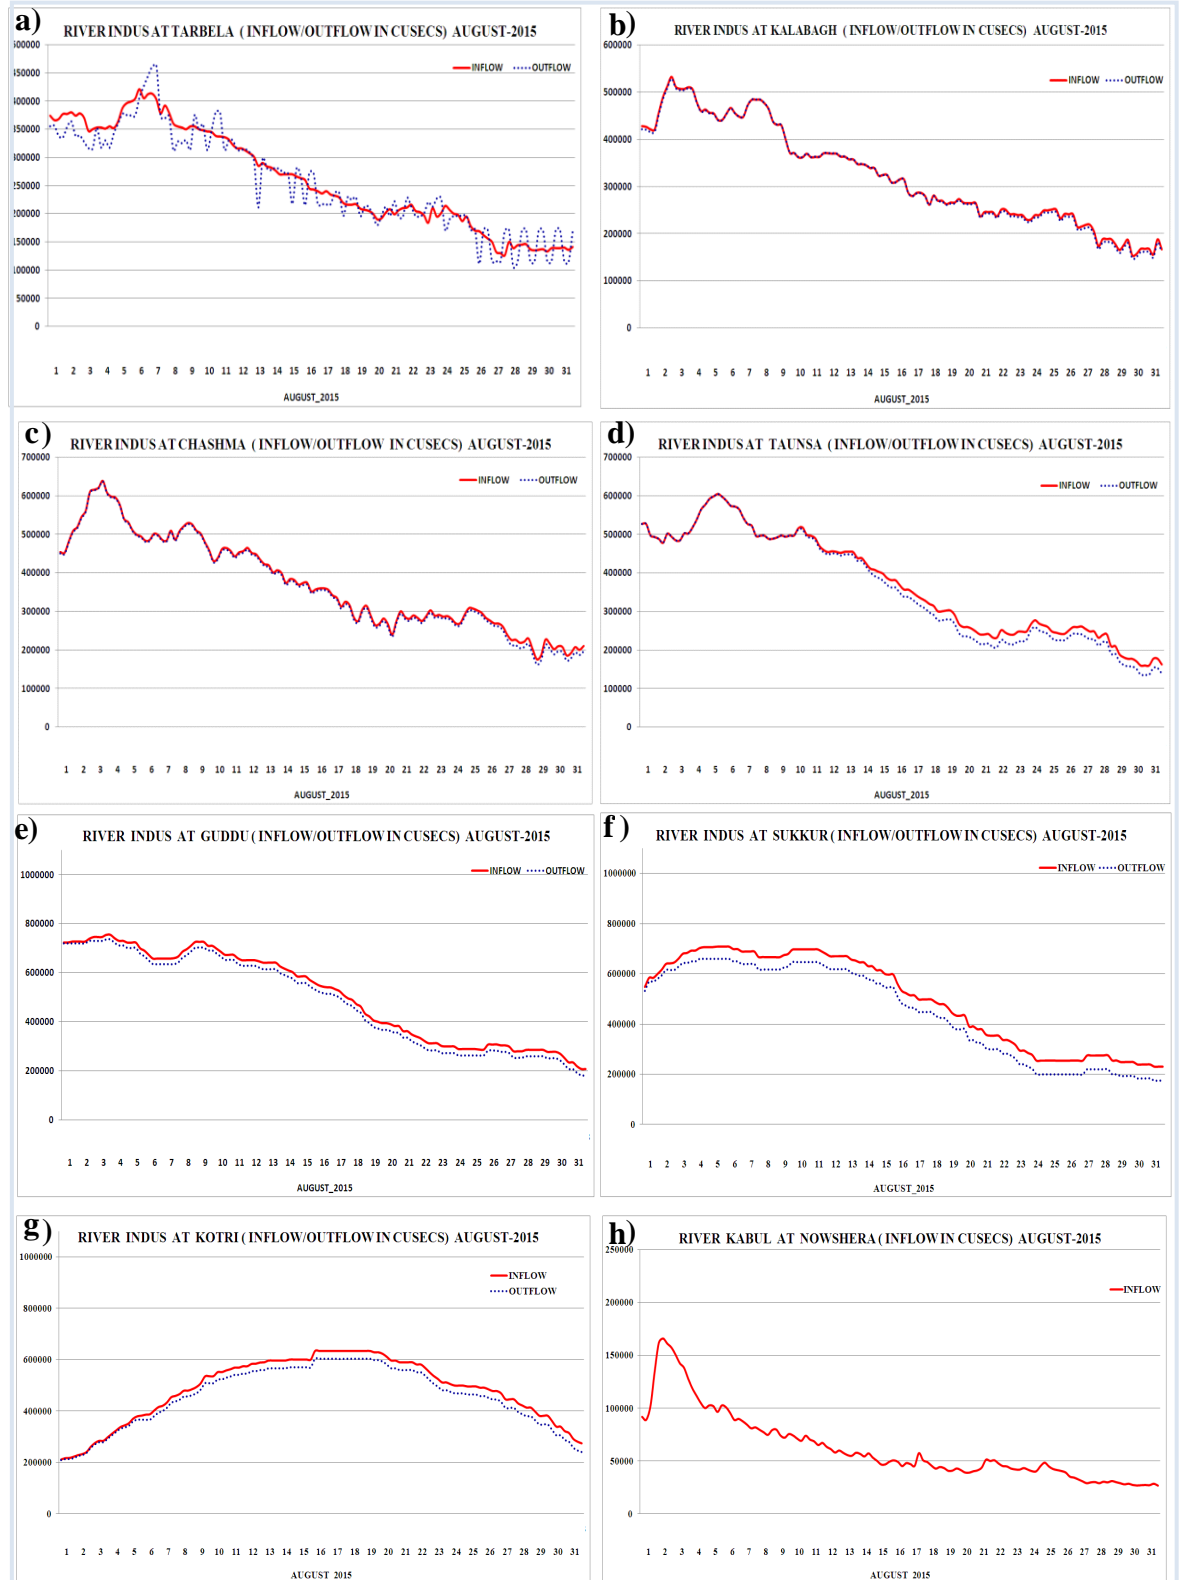 a)
RIVER INDUS AT TARBELA ( INFLOW/OUTFLOW IN CUSECS) AUGUST-2015
INFLOW OUTFLOW
500000
450000
400000
350000
300000
250000
200000
150000
100000
50000
0
1 2 3 4 5 6 7 8 9 10 11 12 13 14 15 16 17 18 19 20 21 22 23 24 25 26 27 28 29 30 31
AUGUST_2015
b)
RIVER INDUS AT KALABAGH ( INFLOW/OUTFLOW IN CUSECS) AUGUST-2015
INFLOW OUTFLOW
600000
500000
400000
300000
200000
100000
0
1 2 3 4 5 6 7 8 9 10 11 12 13 14 15 16 17 18 19 20 21 22 23 24 25 26 27 28 29 30 31
AUGUST_2015
c)
RIVER INDUS AT CHASHMA ( INFLOW/OUTFLOW IN CUSECS) AUGUST-2015
INFLOW OUTFLOW
700000
600000
500000
400000
300000
200000
100000
0
1 2 3 4 5 6 7 8 9 10 11 12 13 14 15 16 17 18 19 20 21 22 23 24 25 26 27 28 29 30 31
AUGUST_2015
d)
RIVER INDUS AT TAUNSA ( INFLOW/OUTFLOW IN CUSECS) AUGUST-2015
INFLOW OUTFLOW
700000
600000
500000
400000
300000
200000
100000
0
1 2 3 4 5 6 7 8 9 10 11 12 13 14 15 16 17 18 19 20 21 22 23 24 25 26 27 28 29 30 31
AUGUST_2015
e)
RIVER INDUS AT GUDDU ( INFLOW/OUTFLOW IN CUSECS) AUGUST-2015
INFLOW OUTFLOW
1000000
800000
600000
400000
200000
0
1 2 3 4 5 6 7 8 9 10 11 12 13 14 15 16 17 18 19 20 21 22 23 24 25 26 27 28 29 30 31
AUGUST_2015
f )
RIVER INDUS AT SUKKUR ( INFLOW/OUTFLOW IN CUSECS) AUGUST-2015
INFLOW OUTFLOW
1000000
800000
600000
400000
200000
0
1 2 3 4 5 6 7 8 9 10 11 12 13 14 15 16 17 18 19 20 21 22 23 24 25 26 27 28 29 30 31
AUGUST_2015
g)
RIVER INDUS AT KOTRI ( INFLOW/OUTFLOW IN CUSECS) AUGUST-2015
INFLOW
OUTFLOW
1000000
800000
600000
400000
200000
0
1 2 3 4 5 6 7 8 9 10 11 12 13 14 15 16 17 18 19 20 21 22 23 24 25 26 27 28 29 30 31
AUGUST_2015
h)
RIVER KABUL AT NOWSHERA ( INFLOW IN CUSECS) AUGUST-2015
INFLOW
250000
200000
150000
100000
50000
0
1 2 3 4 5 6 7 8 9 10 11 12 13 14 15 16 17 18 19 20 21 22 23 24 25 26 27 28 29 30 31
AUGUST_2015